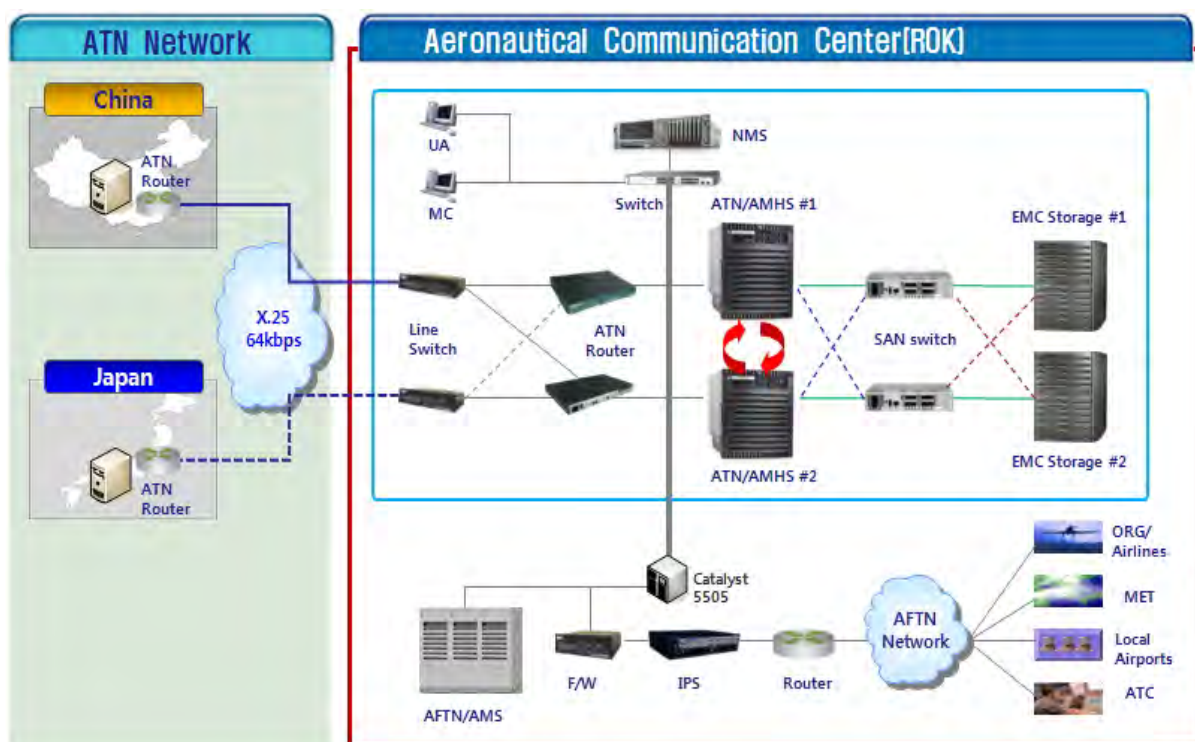 ATN Network
Aeronautical Communication Center(ROK)
China
ATN
Router
X.25
64kbps
Japan
ATN
Router
UA
MC
NMS
Switch
ATN/AMHS #1
EMC Storage #1
Line
Switch
ATN
Router
SAN switch
ATN/AMHS #2
EMC Storage #2
Catalyst
5505
AFTN/AMS
F/W
IPS
Router
AFTN
Network
ORG/
Airlines
MET
Local
Airports
ATC